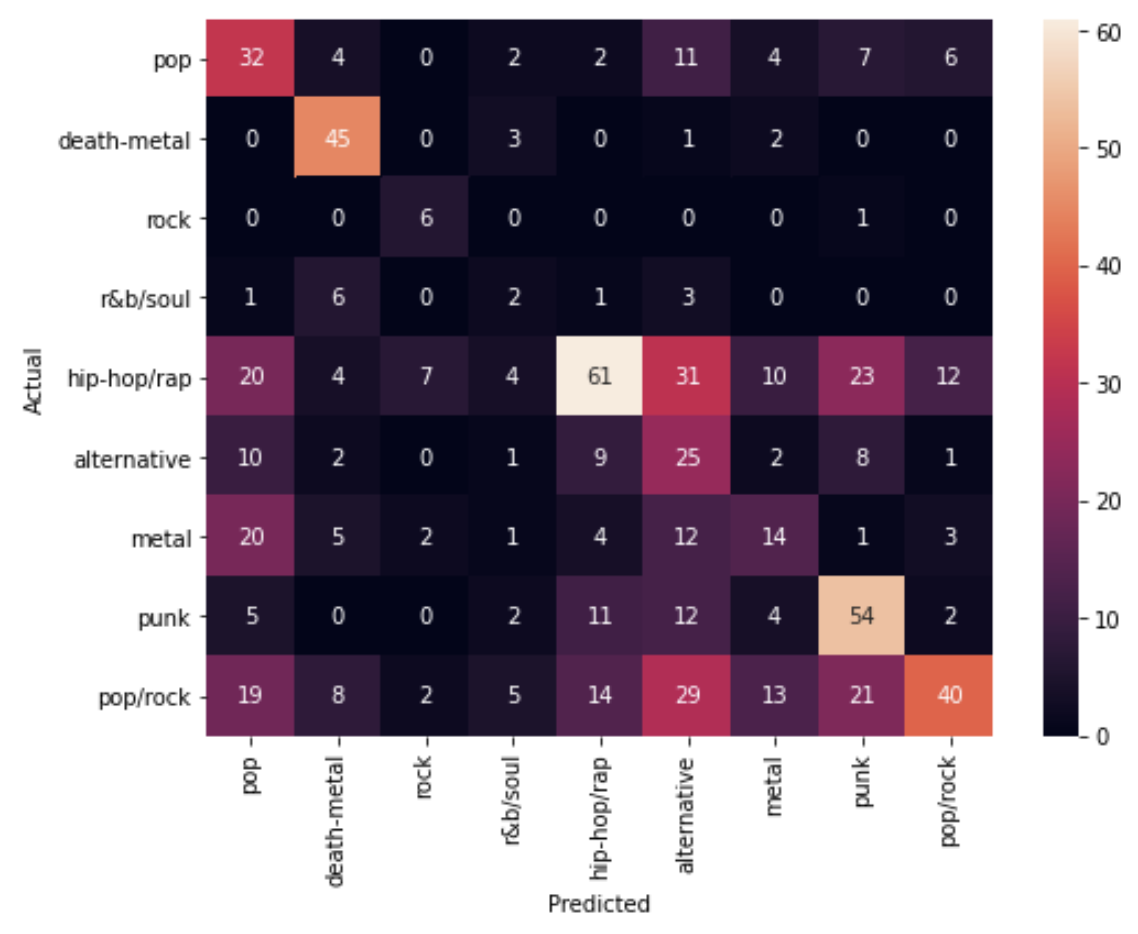 pop 32 4 0 2 2 11 4 7 6
death-metal 0 45 0 3 0 1 2 0 0
rock 0 0 6 0 0 0 0 1 0
r&b/soul 1 6 0 2 1 3 0 0 0
hip-hop/rap 20 4 7 4 61 31 10 23 12
alternative 10 2 0 1 9 25 2 8 1
metal 20 5 2 1 4 12 14 1 3
punk 5 0 0 2 11 12 4 54 2
pop/rock 19 8 2 5 14 29 13 21 40
Actual
pop death-metal rock r&b/soul hip-hop/rap alternative metal punk pop/rock
Predicted
60
50
40
30
20
10
0